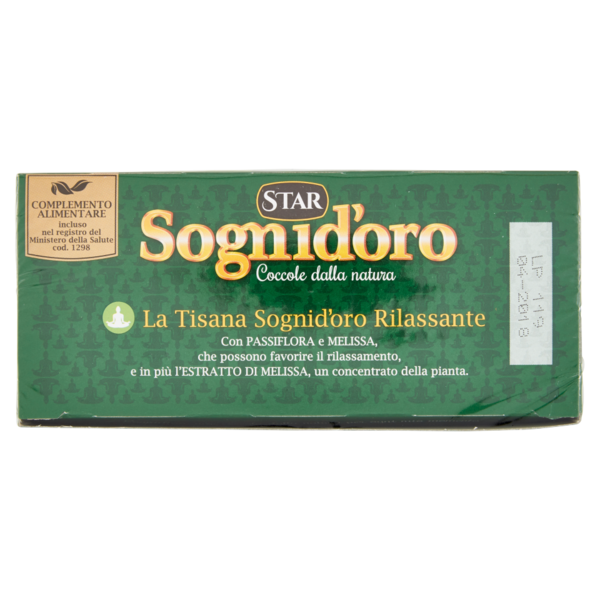 COMPLEMENTO
ALIMENTARE
incluso
nel registro del
Ministero della Salute
cod. 1298
STAR
Sognid'oro
Coccole dalla natura
La Tisana Sognid'oro Rilassante
Con PASSIFLORA e MELISSA,
che possono favorire il rilassamento,
e in più l'ESTRATTO DI MELISSA, un concentrato della pianta.
LP 119
04-2018